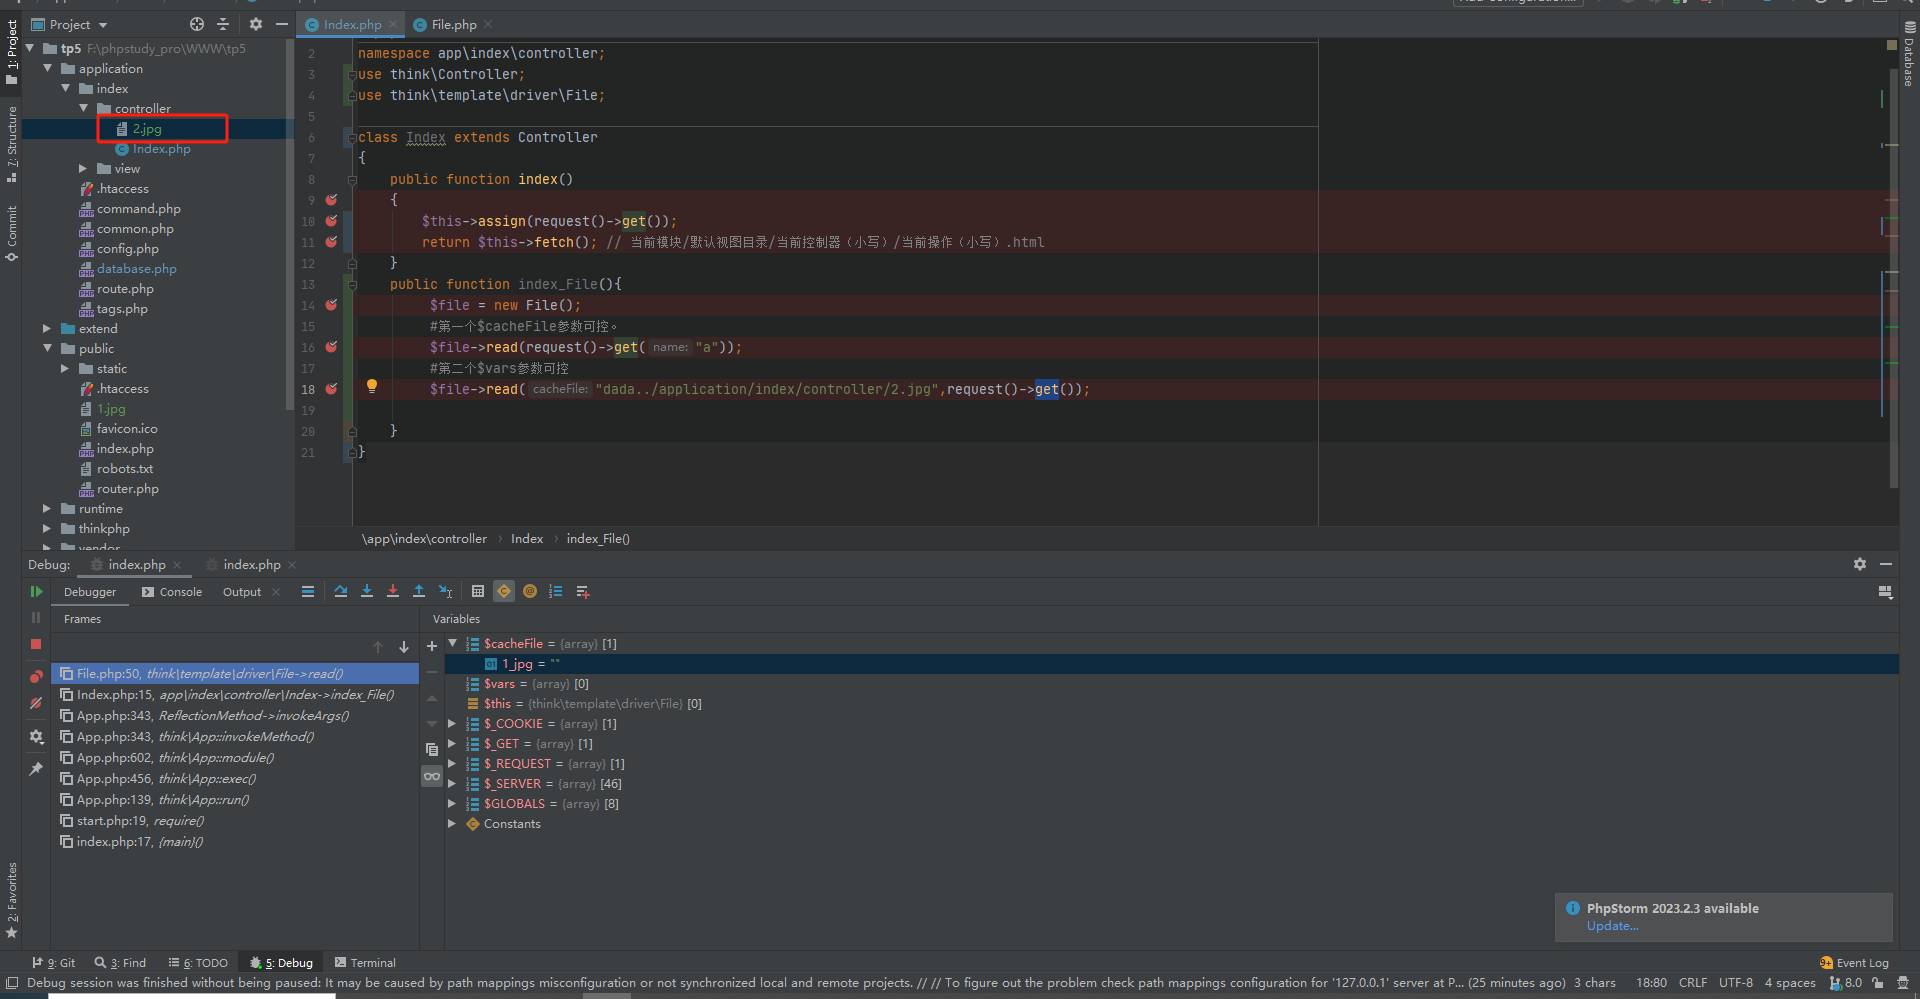 Project
Index.php
File.php
tp5 F:\phpstudy_pro\WWW\tp5
application
index
controller
2.jpg
Index.php
view
.htaccess
command.php
common.php
config.php
database.php
route.php
tags.php
extend
public
static
.htaccess
1.jpg
favicon.ico
index.php
robots.txt
router.php
runtime
thinkphp
vendor
1: Project
7: Structure
Commit
2: Favorites
Database
2 namespace app\index\controller;
3 use think\Controller;
4 use think\template\driver\File;
5
6 class Index extends Controller
7 {
8 public function index()
9 {
10 $this->assign(request()->get());
11 return $this->fetch(); // 当前模块/默认视图目录/当前控制器（小写）/当前操作（小写）.html
12 }
13 public function index_File(){
14 $file = new File();
15 #第一个$cacheFile参数可控。
16 $file->read(request()->get( name: "a"));
17 #第二个$vars参数可控
18 $file->read( cacheFile: "dada../application/index/controller/2.jpg",request()->get());
19
20 }
21 }
\app\index\controller › Index › index_File()
Debug: index.php index.php
Debugger Console Output
Frames
Variables
File.php:50, think\template\driver\File->read()
Index.php:15, app\index\controller\Index->index_File()
App.php:343, ReflectionMethod->invokeArgs()
App.php:343, think\App::invokeMethod()
App.php:602, think\App::module()
App.php:456, think\App::exec()
App.php:139, think\App::run()
start.php:19, require()
index.php:17, {main}()
$cacheFile = {array} [1]
1_jpg = ""
$vars = {array} [0]
$this = {think\template\driver\File} [0]
$_COOKIE = {array} [1]
$_GET = {array} [1]
$_REQUEST = {array} [1]
$_SERVER = {array} [46]
$GLOBALS = {array} [8]
Constants
PhpStorm 2023.2.3 available
Update...
9: Git 3: Find 6: TODO 5: Debug Terminal
9+ Event Log
Debug session was finished without being paused: It may be caused by path mappings misconfiguration or not synchronized local and remote projects. // // To figure out the problem check path mappings configuration for '127.0.0.1' server at P... (25 minutes ago) 3 chars 18:80 CRLF UTF-8 4 spaces 8.0